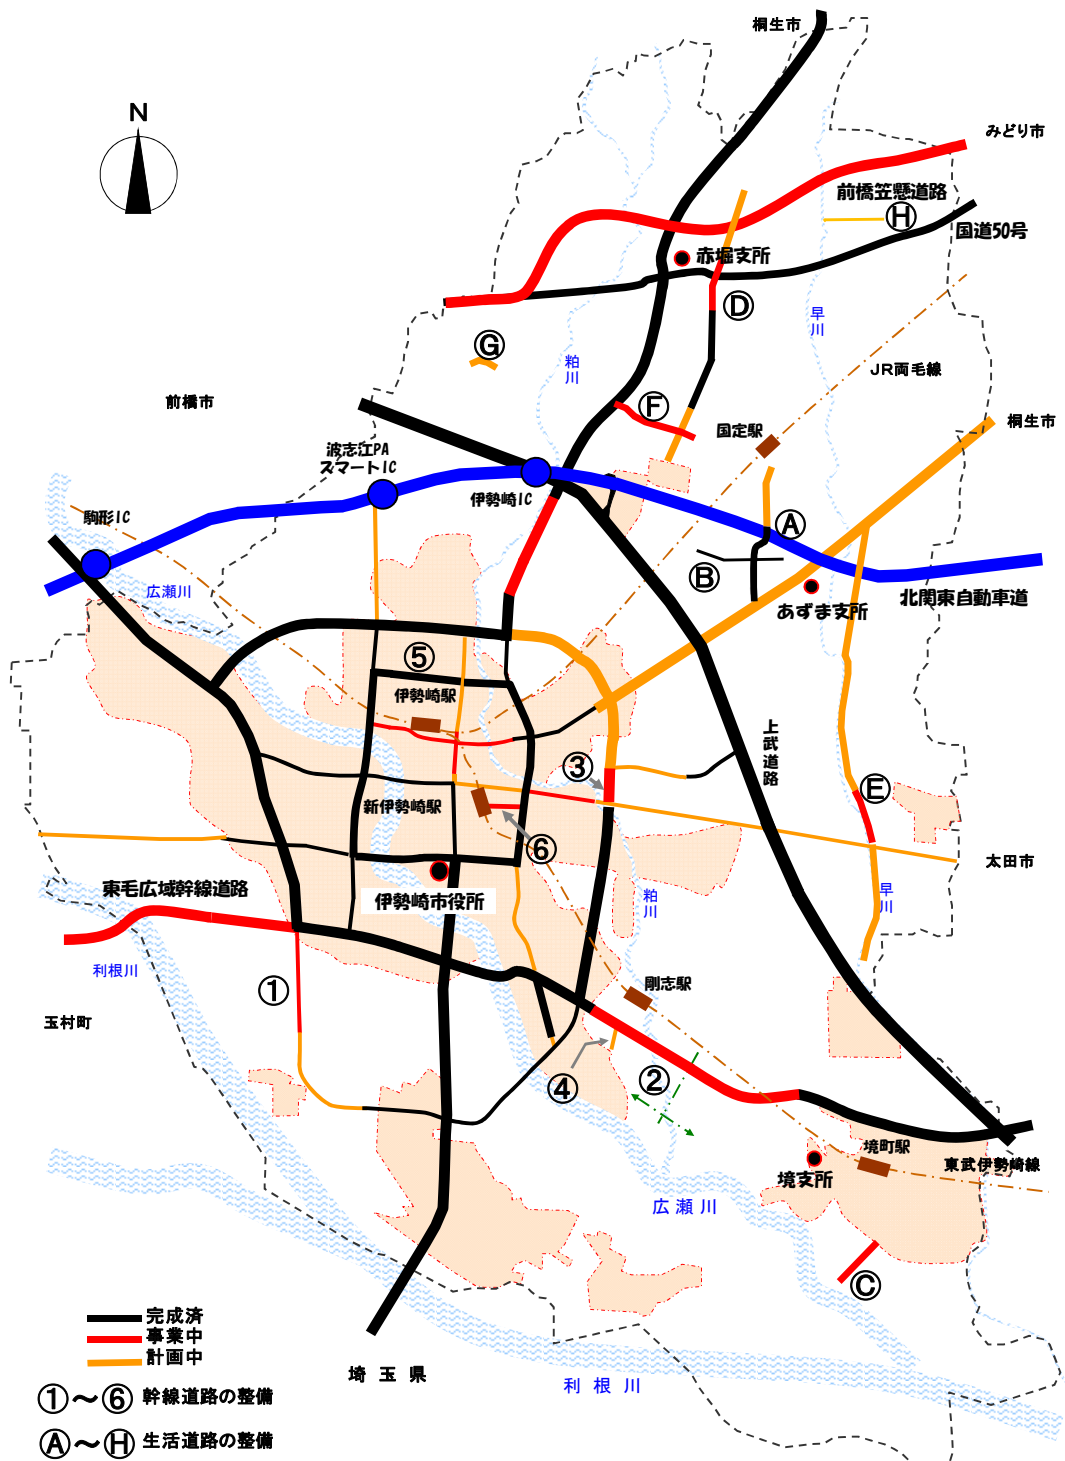 桐生市
N
みどり市
前橋笠懸道路
Ⓗ
国道50号
赤堀支所
Ⓓ
早川
Ⓖ
粕川
JR両毛線
前橋市
Ⓕ
桐生市
国定駅
波志江PA
スマートIC
伊勢崎IC
駒形IC
Ⓐ
Ⓑ
広瀬川
あずま支所
北関東自動車道
⑤
伊勢崎駅
上武道路
③
新伊勢崎駅
Ⓔ
⑥
太田市
東毛広域幹線道路
伊勢崎市役所
粕川
早川
利根川
①
剛志駅
玉村町
④
②
境町駅
東武伊勢崎線
境支所
広瀬川
Ⓒ
完成済
事業中
計画中
埼玉県
利根川
①～⑥ 幹線道路の整備
Ⓐ～Ⓗ 生活道路の整備